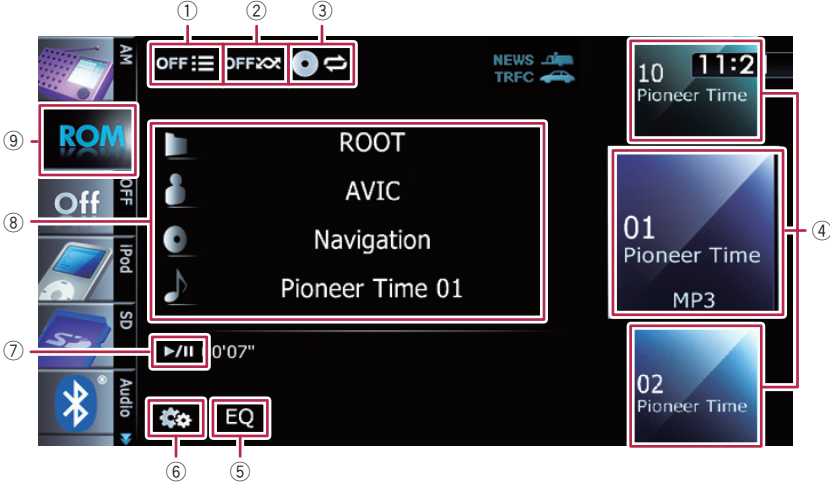 ① ② ③
AM
OFF
OFF
NEWS
TRFC
10
11:2
Pioneer Time
⑨
ROM
ROOT
OFF
Off
AVIC
⑧
④
01
Navigation
Pioneer Time
iPod
Pioneer Time 01
MP3
SD
⑦
0'07"
02
Pioneer Time
Audio
EQ
⑥ ⑤